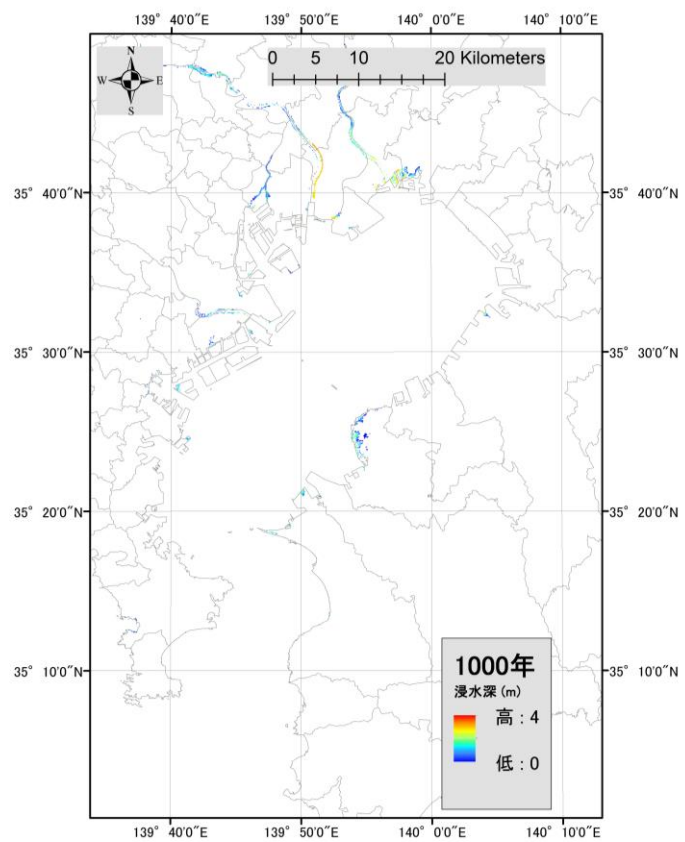 139° 40'0"E 139° 50'0"E 140° 0'0"E 140° 10'0"E
N
W E
S
0 5 10 20 Kilometers
35° 40'0"N 35° 40'0"N
35° 30'0"N 35° 30'0"N
35° 20'0"N 35° 20'0"N
35° 10'0"N 35° 10'0"N
1000年
浸水深 (m)
高 : 4
低 : 0
139° 40'0"E 139° 50'0"E 140° 0'0"E 140° 10'0"E